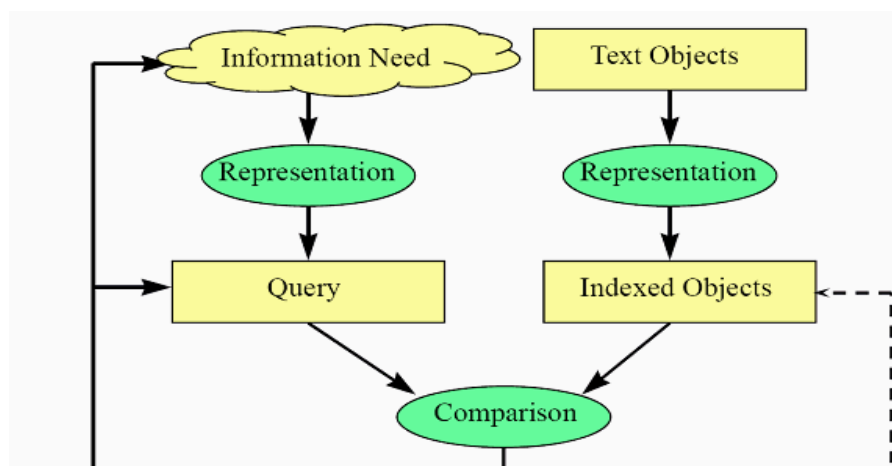 Information Need
Text Objects
Representation
Representation
Query
Indexed Objects
Comparison